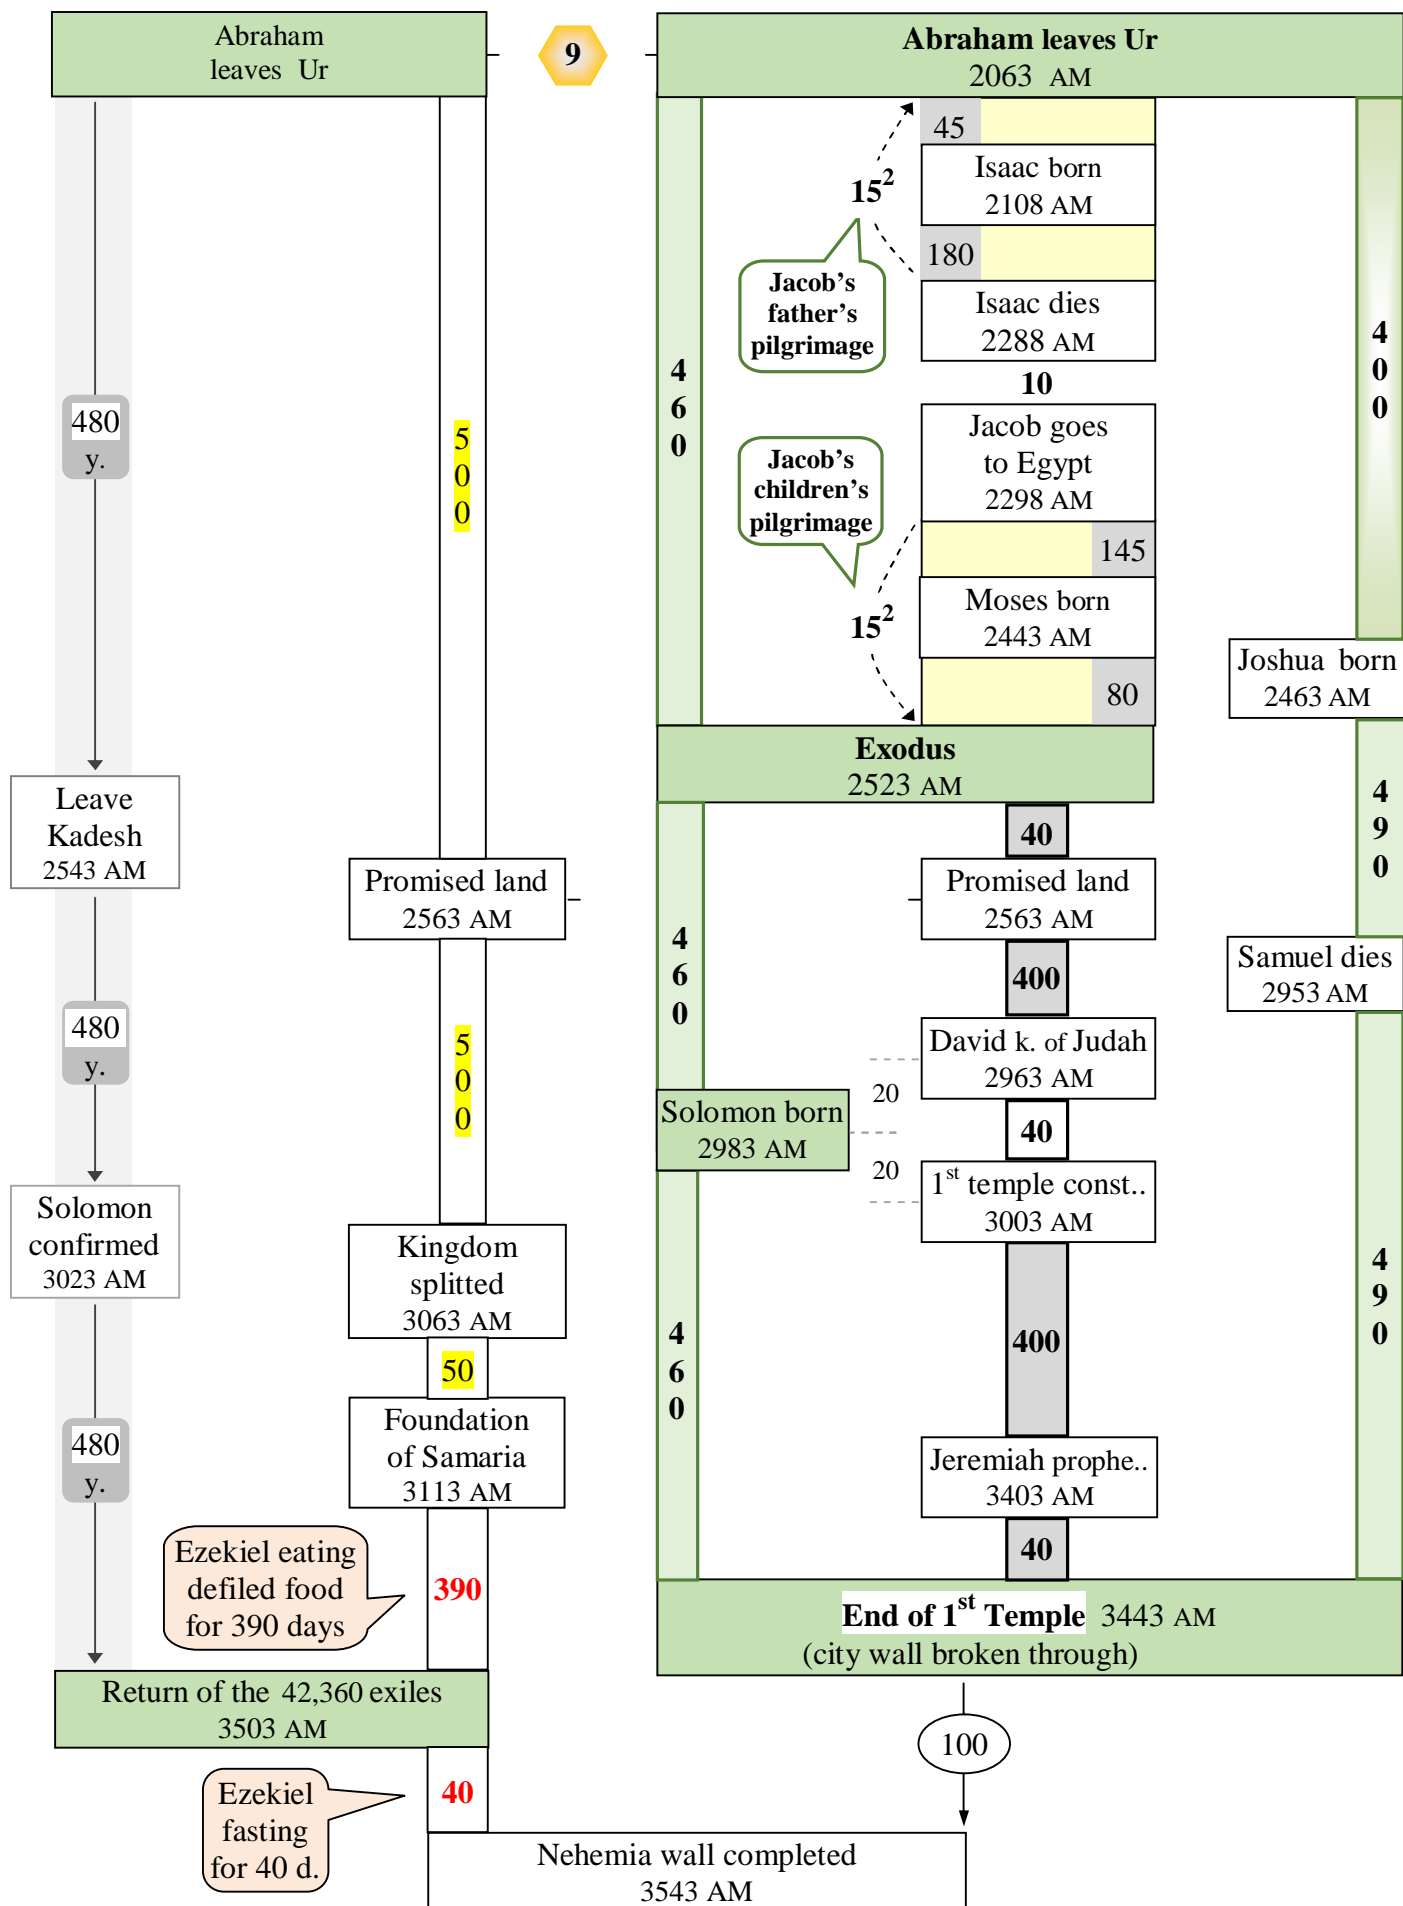 Abraham
leaves Ur
9
Abraham leaves Ur
2063 AM
45
Isaac born
2108 AM
15²
180
Jacob's
father's
pilgrimage
Isaac dies
2288 AM
10
460
400
480
y.
500
Jacob goes
to Egypt
2298 AM
Jacob's
children's
pilgrimage
145
Moses born
2443 AM
15²
80
Joshua born
2463 AM
Exodus
2523 AM
Leave
Kadesh
2543 AM
40
490
Promised land
2563 AM
Promised land
2563 AM
460
400
Samuel dies
2953 AM
480
y.
500
David k. of Judah
2963 AM
20
Solomon born
2983 AM
40
20
1st temple const..
3003 AM
Solomon
confirmed
3023 AM
Kingdom
splitted
3063 AM
490
460
400
50
Foundation
of Samaria
3113 AM
480
y.
Jeremiah prophe..
3403 AM
40
Ezekiel eating
defiled food
for 390 days
390
End of 1st Temple 3443 AM
(city wall broken through)
Return of the 42,360 exiles
3503 AM
100
Ezekiel
fasting
for 40 d.
40
Nehemia wall completed
3543 AM